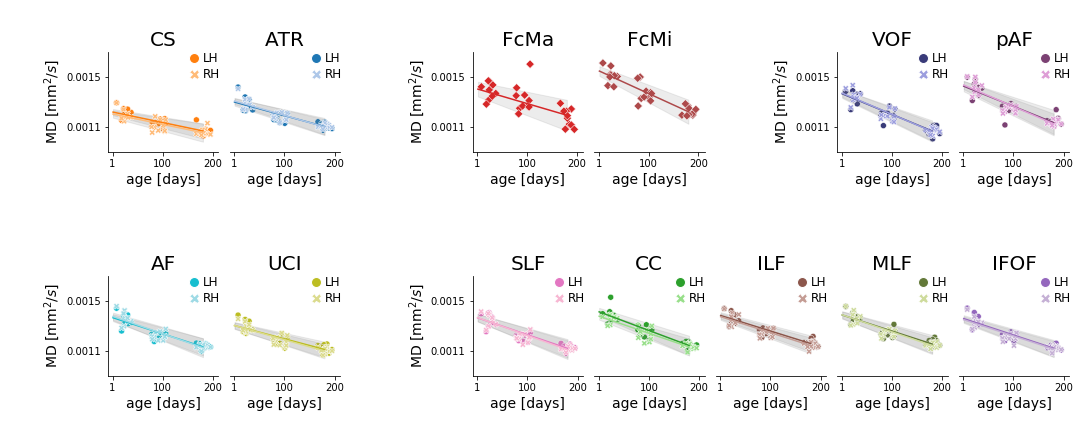 CS ATR FcMa FcMi VOF pAF
LH LH LH LH
RH RH RH RH
MD [mm²/s] MD [mm²/s] MD [mm²/s]
0.0015 0.0015 0.0015
0.0011 0.0011 0.0011
1 100 200 1 100 200 1 100 200 1 100 200 1 100 200 1 100 200
age [days] age [days] age [days] age [days] age [days] age [days]
AF UCI SLF CC ILF MLF IFOF
LH LH LH LH LH LH LH
RH RH RH RH RH RH RH
MD [mm²/s] MD [mm²/s]
0.0015 0.0015
0.0011 0.0011
1 100 200 1 100 200 1 100 200 1 100 200 1 100 200 1 100 200 1 100 200
age [days] age [days] age [days] age [days] age [days] age [days] age [days]